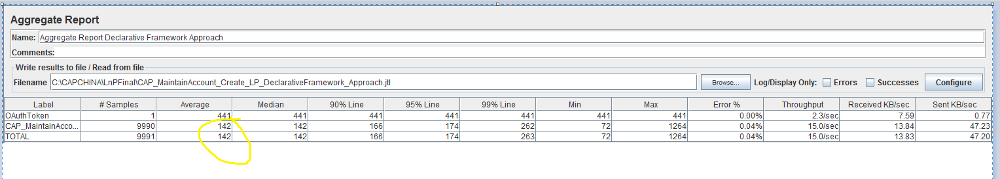 Aggregate Report
Name: Aggregate Report Declarative Framework Approach
Comments:
Write results to file / Read from file
Filename C:\CAPCHINA\LnPFinal\CAP_MaintainAccount_Create_LP_DeclarativeFramework_Approach.jtl Browse... Log/Display Only: Errors Successes Configure
Label # Samples Average Median 90% Line 95% Line 99% Line Min Max Error % Throughput Received KB/sec Sent KB/sec
OAuthToken 1 441 441 441 441 441 441 441 0.00% 2.3/sec 7.59 0.77
CAP_MaintainAcco... 9990 142 142 166 174 262 72 1264 0.04% 15.0/sec 13.84 47.23
TOTAL 9991 142 142 166 174 263 72 1264 0.04% 15.0/sec 13.83 47.20